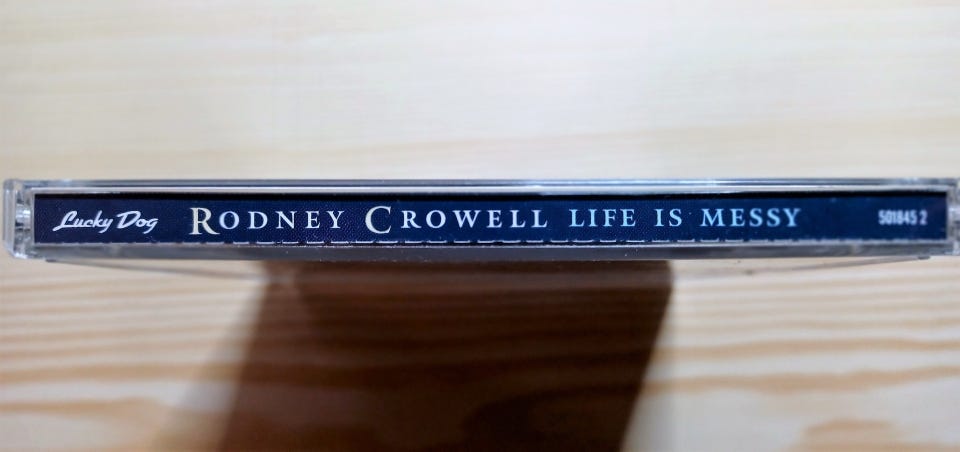 Lucky Dog RODNEY CROWELL LIFE IS MESSY 501845 2